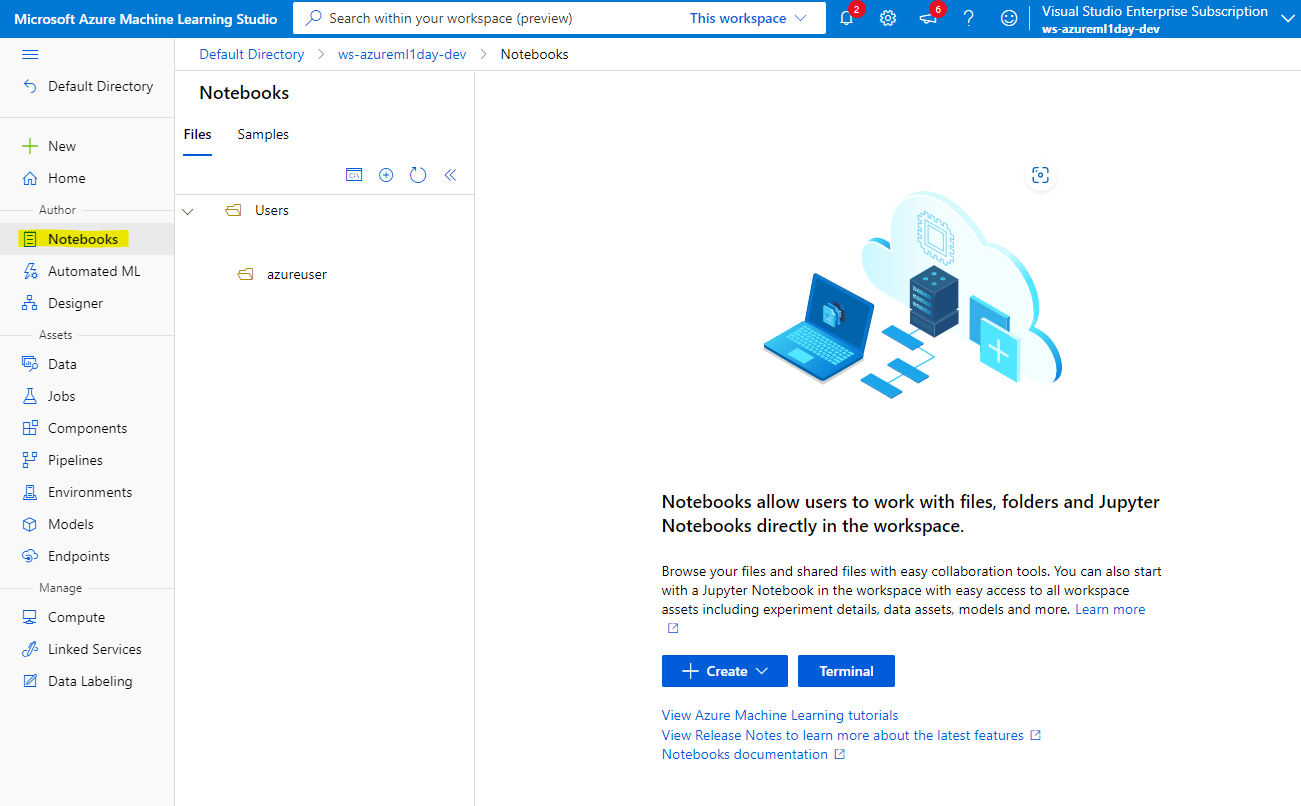 Microsoft Azure Machine Learning Studio
Search within your workspace (preview)
This workspace
2
6
Visual Studio Enterprise Subscription
ws-azureml1day-dev
Default Directory
ws-azureml1day-dev
Notebooks
Default Directory
New
Home
Author
Notebooks
Automated ML
Designer
Assets
Data
Jobs
Components
Pipelines
Environments
Models
Endpoints
Manage
Compute
Linked Services
Data Labeling
Notebooks
Files
Samples
Users
azureuser
Notebooks allow users to work with files, folders and Jupyter
Notebooks directly in the workspace.
Browse your files and shared files with easy collaboration tools. You can also start
with a Jupyter Notebook in the workspace with easy access to all workspace
assets including experiment details, data assets, models and more. Learn more
Create
Terminal
View Azure Machine Learning tutorials
View Release Notes to learn more about the latest features
Notebooks documentation